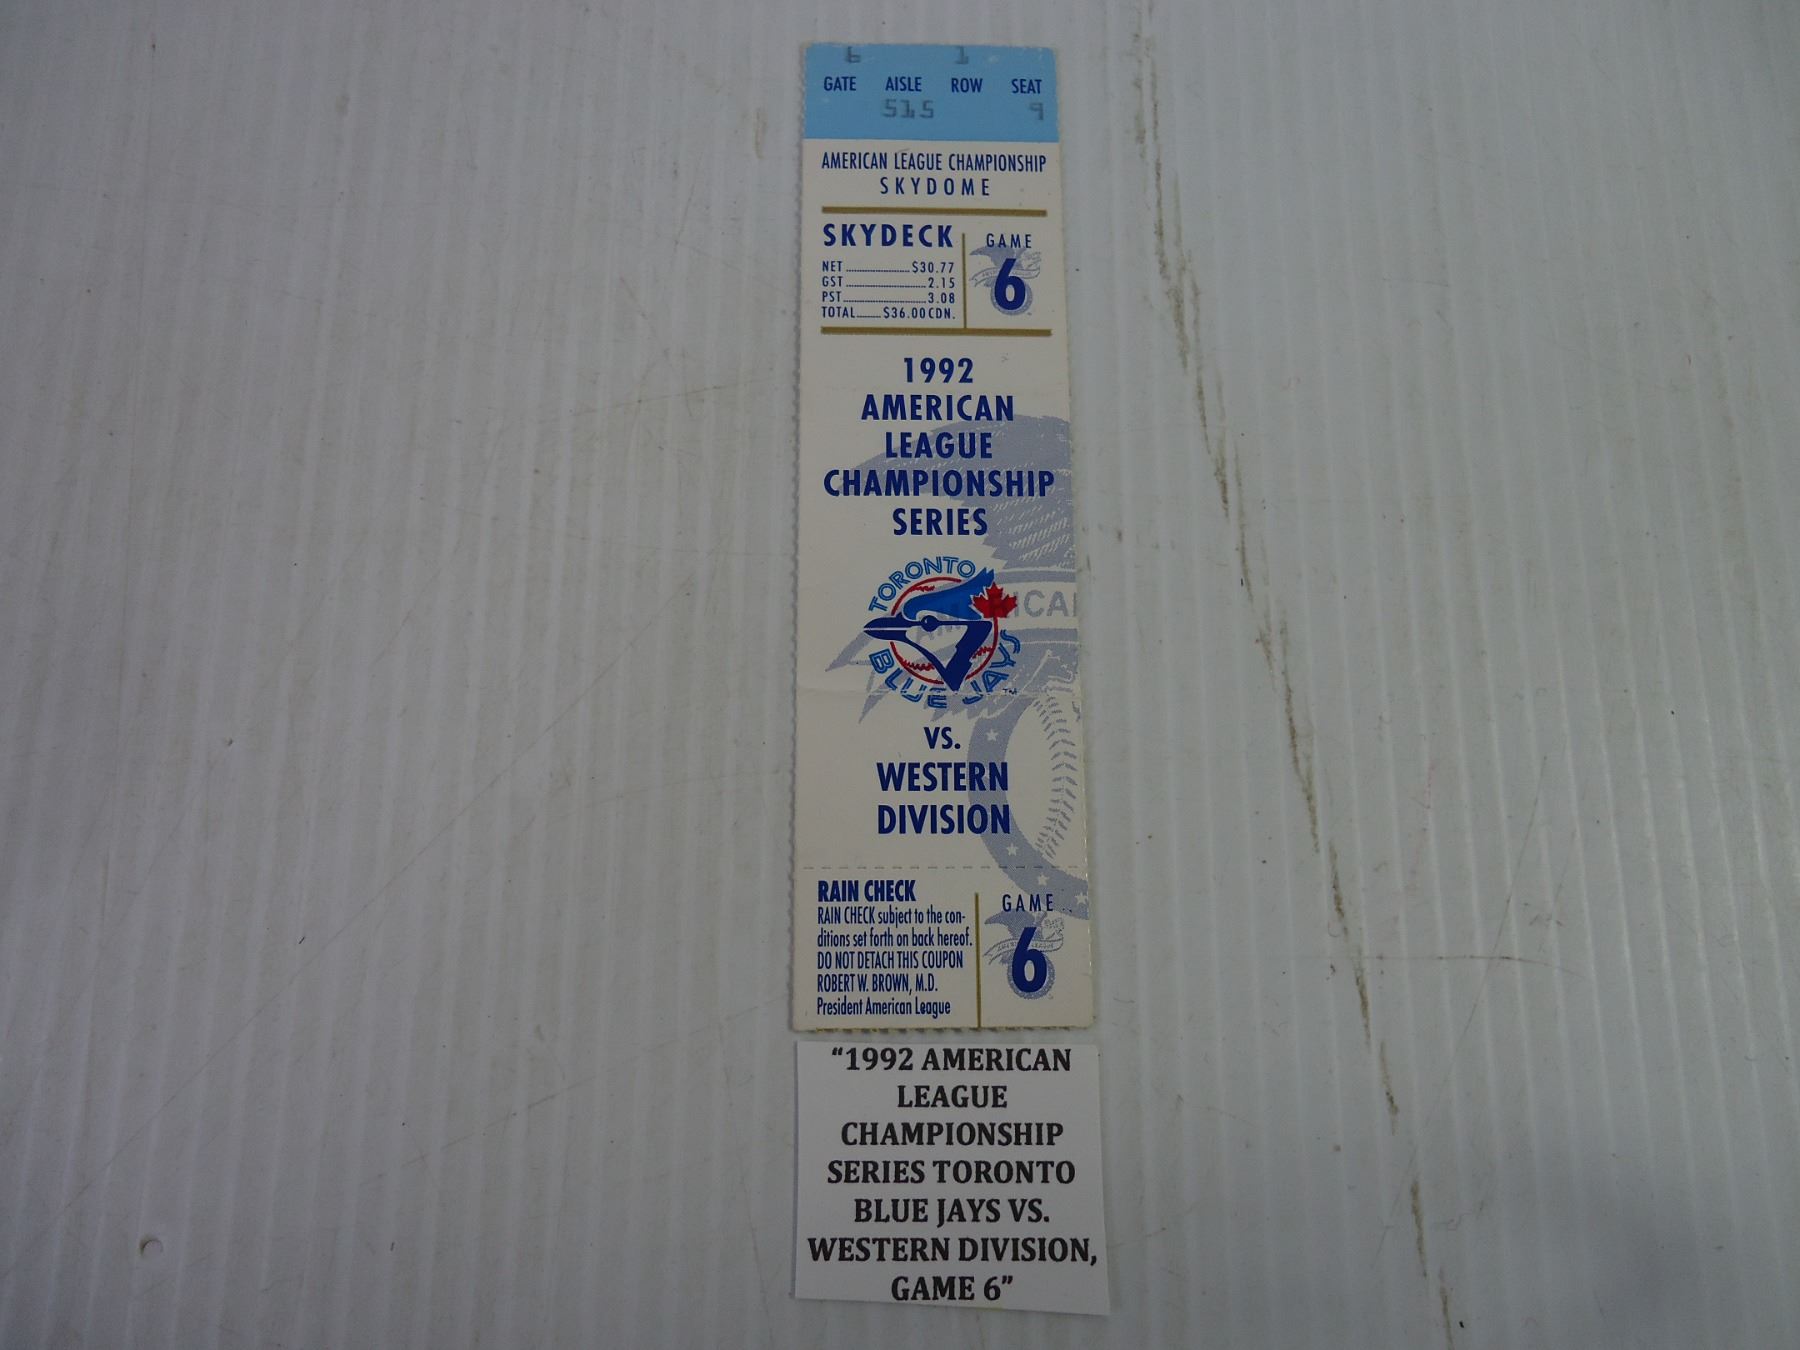 6 1
GATE AISLE ROW SEAT
515 9
AMERICAN LEAGUE CHAMPIONSHIP
SKYDOME
SKYDECK
NET $30.77
GST 2.15
PST 3.08
TOTAL $36.00 CDN.
GAME
6
1992
AMERICAN
LEAGUE
CHAMPIONSHIP
SERIES
TORONTO
BLUE JAYS
TM
VS.
WESTERN
DIVISION
RAIN CHECK
RAIN CHECK subject to the con-
ditions set forth on back hereof.
DO NOT DETACH THIS COUPON
ROBERT W. BROWN, M.D.
President American League
GAME
6
"1992 AMERICAN
LEAGUE
CHAMPIONSHIP
SERIES TORONTO
BLUE JAYS VS.
WESTERN DIVISION,
GAME 6"